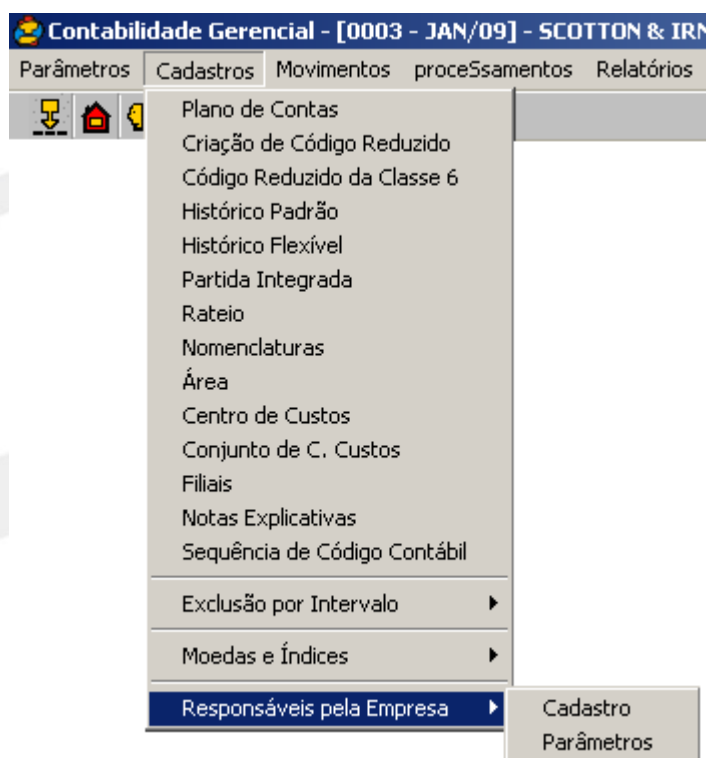 Contabilidade Gerencial - [0003 - JAN/09] - SCOTTON & IRN
Parâmetros Cadastros Movimentos proceSsamentos Relatórios
Plano de Contas
Criação de Código Reduzido
Código Reduzido da Classe 6
Histórico Padrão
Histórico Flexível
Partida Integrada
Rateio
Nomenclaturas
Área
Centro de Custos
Conjunto de C. Custos
Filiais
Notas Explicativas
Sequência de Código Contábil
Exclusão por Intervalo
Moedas e Índices
Responsáveis pela Empresa
Cadastro
Parâmetros